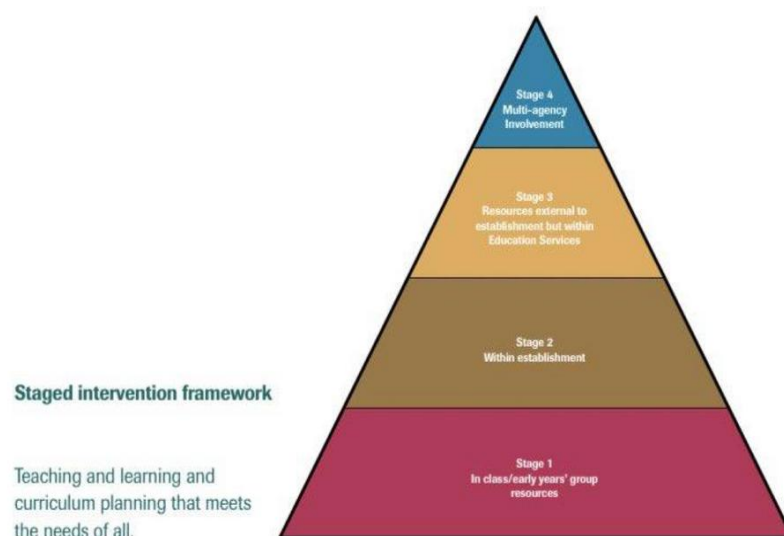 Stage 4
Multi-agency
Involvement
Stage 3
Resources external to
establishment but within
Education Services
Stage 2
Within establishment
Staged intervention framework
Stage 1
In class/early years' group
resources
Teaching and learning and
curriculum planning that meets
the needs of all.